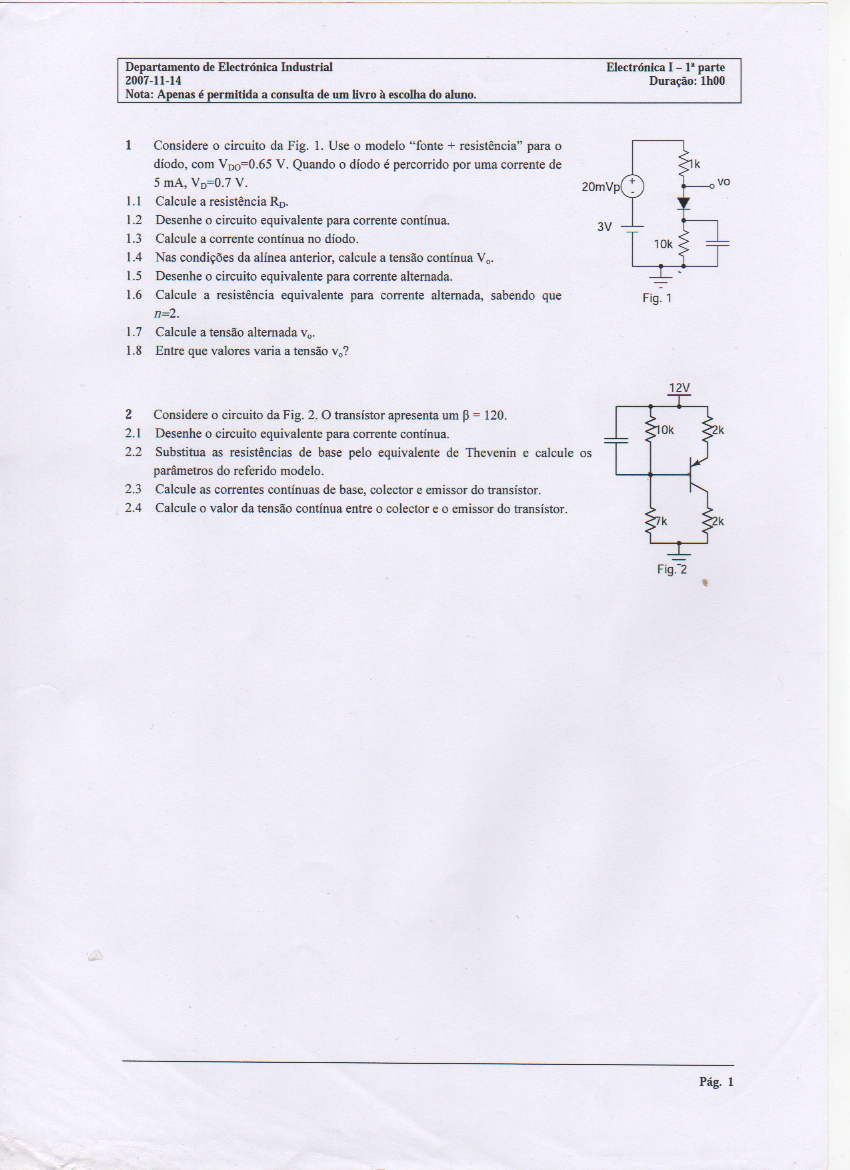 Departamento de Electrónica Industrial Electrónica I – 1ª parte
2007-11-14 Duração: 1h00
Nota: Apenas é permitida a consulta de um livro à escolha do aluno.
1 Considere o circuito da Fig. 1. Use o modelo “fonte + resistência” para o
díodo, com VDO=0.65 V. Quando o díodo é percorrido por uma corrente de
5 mA, VD=0.7 V.
1.1 Calcule a resistência RD.
1.2 Desenhe o circuito equivalente para corrente contínua.
1.3 Calcule a corrente contínua no díodo.
1.4 Nas condições da alínea anterior, calcule a tensão contínua Vo.
1.5 Desenhe o circuito equivalente para corrente alternada.
1.6 Calcule a resistência equivalente para corrente alternada, sabendo que
n=2.
1.7 Calcule a tensão alternada vo.
1.8 Entre que valores varia a tensão vo?
1k
vo
20mVp
+
-
3V
10k
Fig. 1
2 Considere o circuito da Fig. 2. O transístor apresenta um β = 120.
2.1 Desenhe o circuito equivalente para corrente contínua.
2.2 Substitua as resistências de base pelo equivalente de Thevenin e calcule os
parâmetros do referido modelo.
2.3 Calcule as correntes contínuas de base, colector e emissor do transístor.
2.4 Calcule o valor da tensão contínua entre o colector e o emissor do transístor.
12V
10k 2k
7k 2k
Fig. 2
Pág. 1